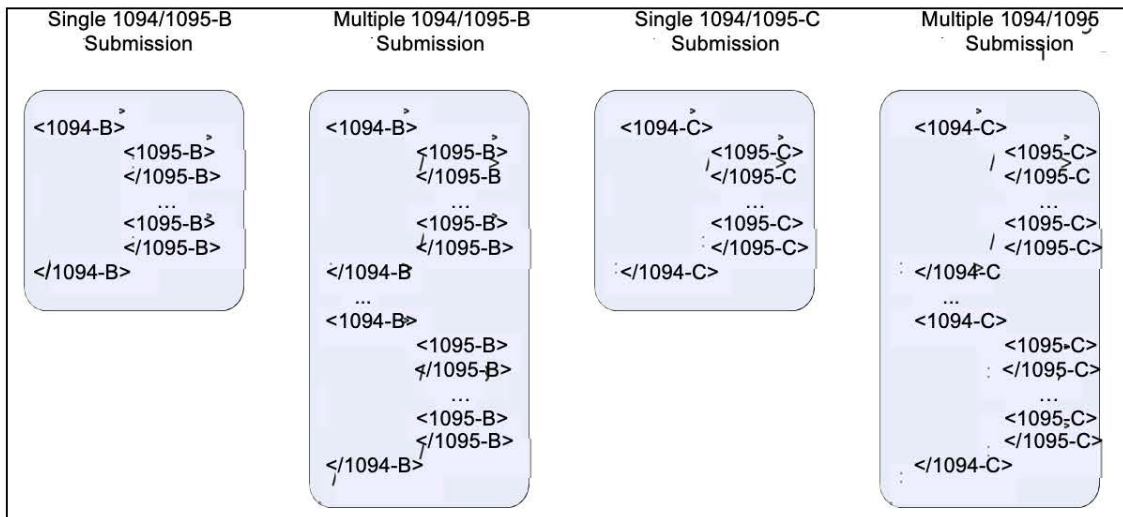 Single 1094/1095-B
Submission
Multiple 1094/1095-B
Submission
Single 1094/1095-C
Submission
Multiple 1094/1095
Submission
<1094-B>
<1095-B>
</1095-B>
...
<1095-B>
</1095-B>
</1094-B>
<1094-B>
<1095-B>
</1095-B
...
<1095-B>
</1095-B>
</1094-B
...
<1094-B>
<1095-B>
</1095-B>
...
<1095-B>
</1095-B>
</1094-B>
<1094-C>
<1095-C>
</1095-C
...
<1095-C>
</1095-C>
</1094-C>
<1094-C>
<1095-C>
</1095-C
...
<1095-C>
</1095-C>
</1094-C
...
<1094-C>
<1095-C>
</1095-C>
...
<1095-C>
</1095-C>
</1094-C>